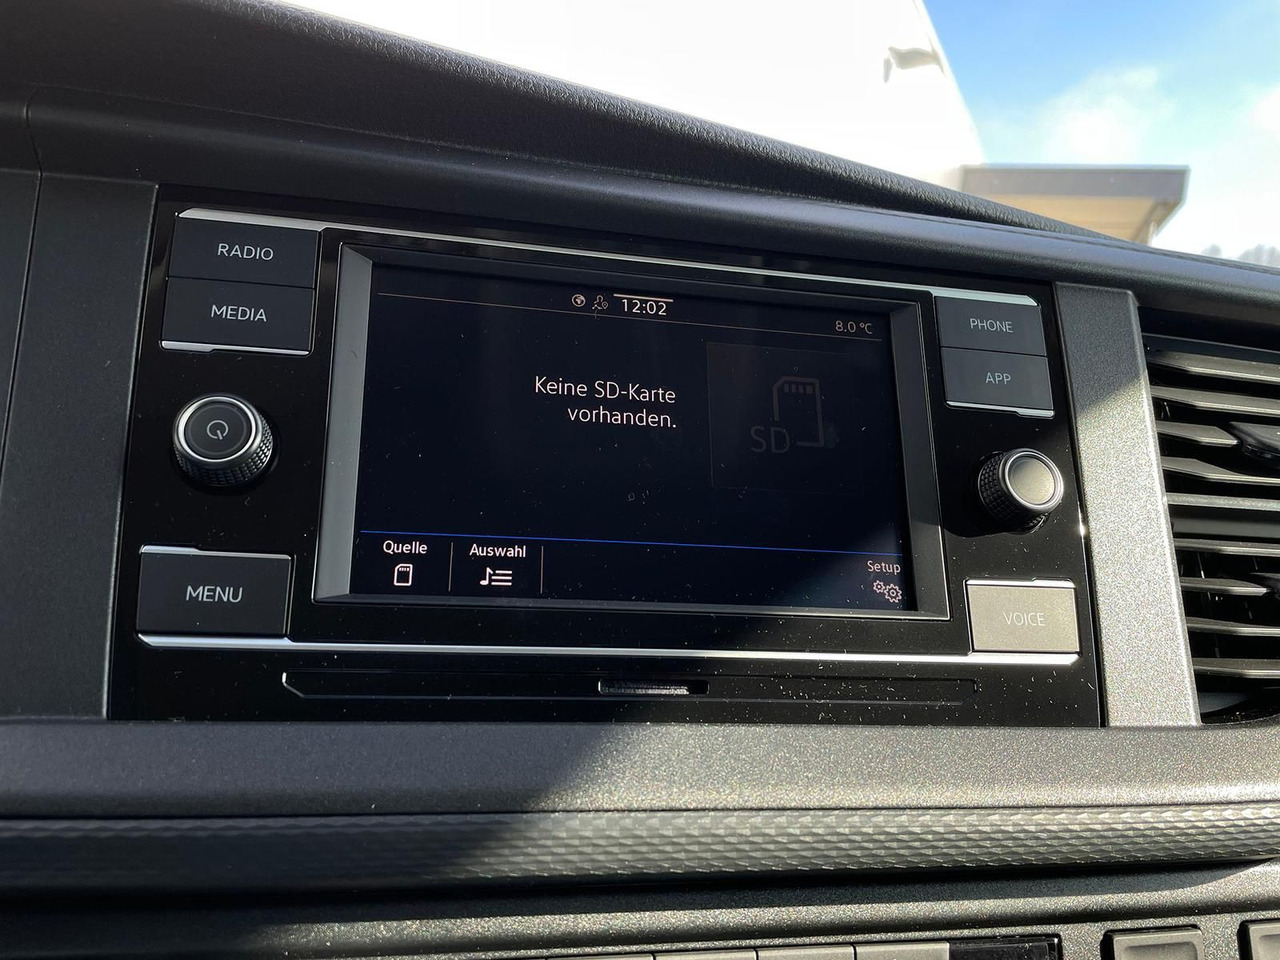 RADIO
MEDIA
12:02
8.0 °C
PHONE
APP
Keine SD-Karte
vorhanden.
SD
Quelle
Auswahl
Setup
MENU
VOICE